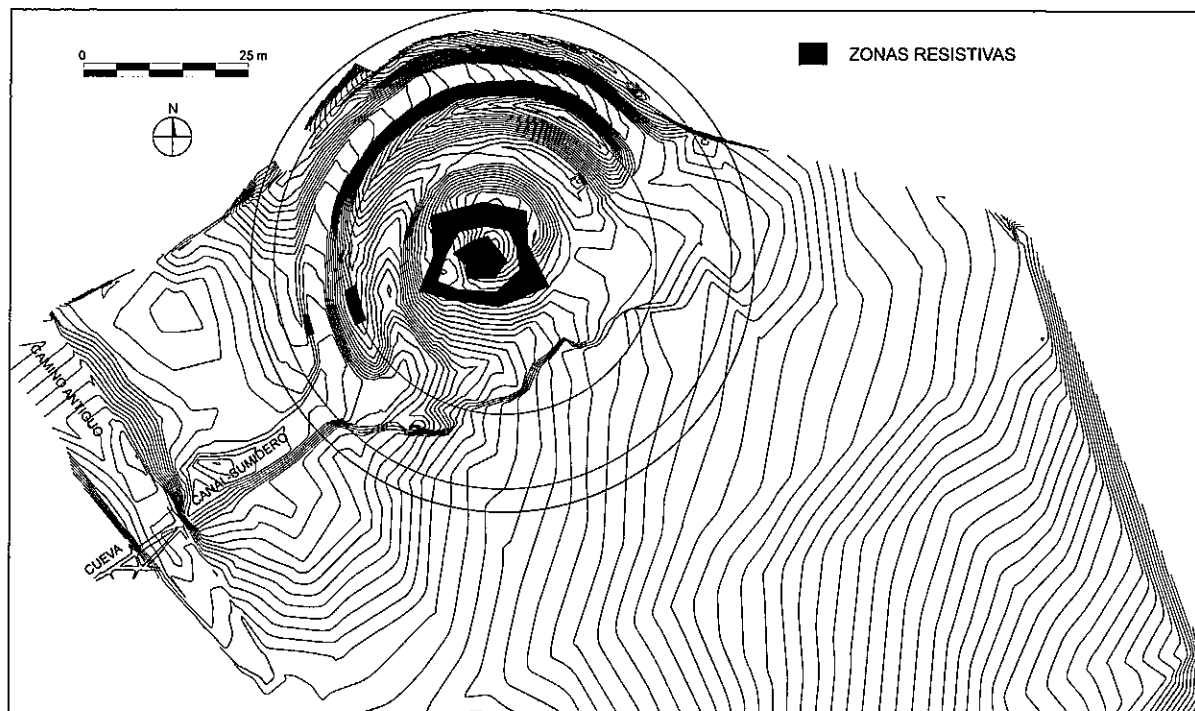 0 25 m
ZONAS RESISTIVAS
N
CAMINO ANTIGUO
CANAL-SUMIDERO
CUEVA